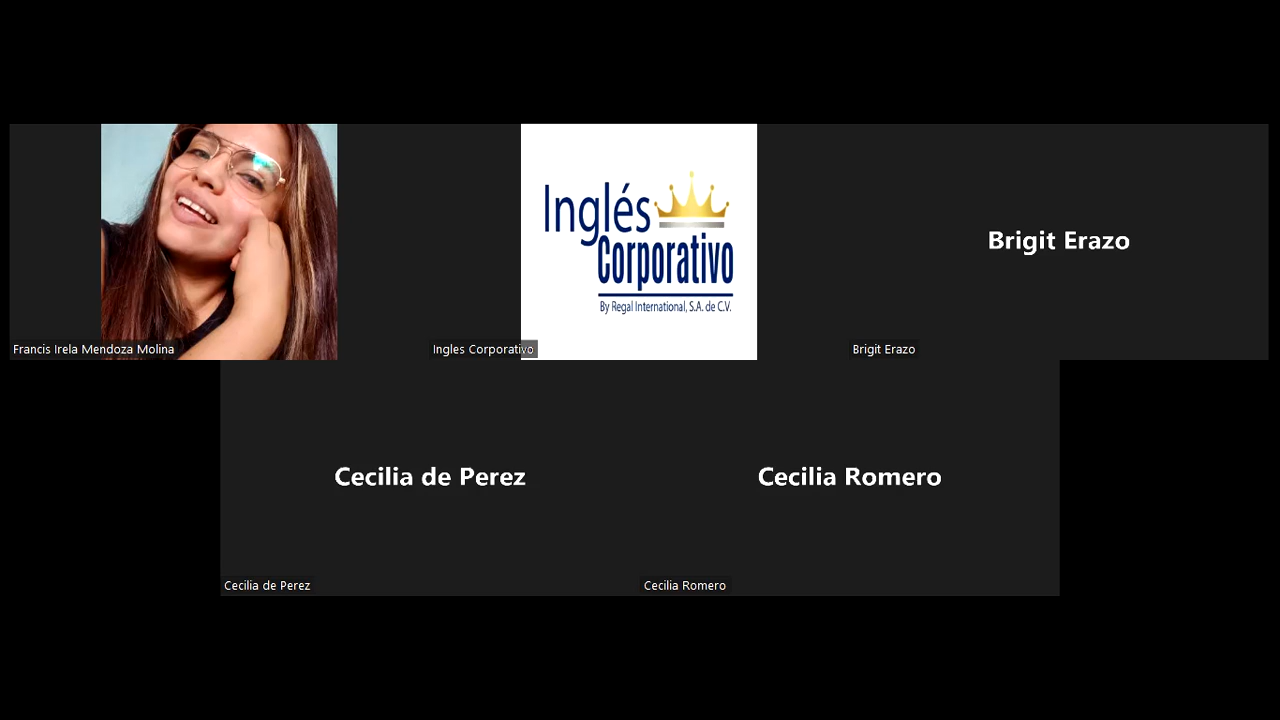 Inglés
Corporativo
By Regal International, S.A. de C.V.
Brigit Erazo
Francis Irela Mendoza Molina
Ingles Corporativo
Brigit Erazo
Cecilia de Perez
Cecilia Romero
Cecilia de Perez
Cecilia Romero